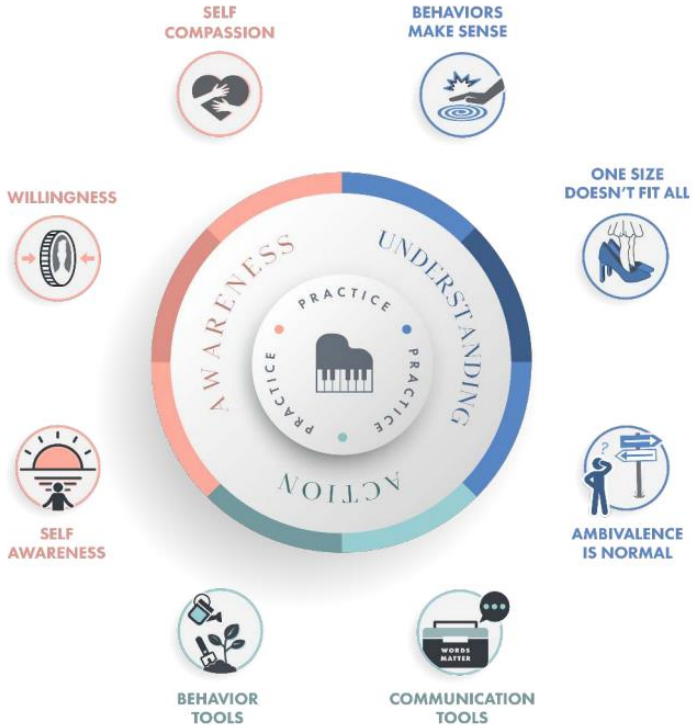 SELF
COMPASSION
BEHAVIORS
MAKE SENSE
WILLINGNESS
ONE SIZE
DOESN'T FIT ALL
AWARENESS
UNDERSTANDING
PRACTICE
PRACTICE
PRACTICE
ACTION
SELF
AWARENESS
?
AMBIVALENCE
IS NORMAL
WORDS
MATTER
BEHAVIOR
TOOLS
COMMUNICATION
TOOLS